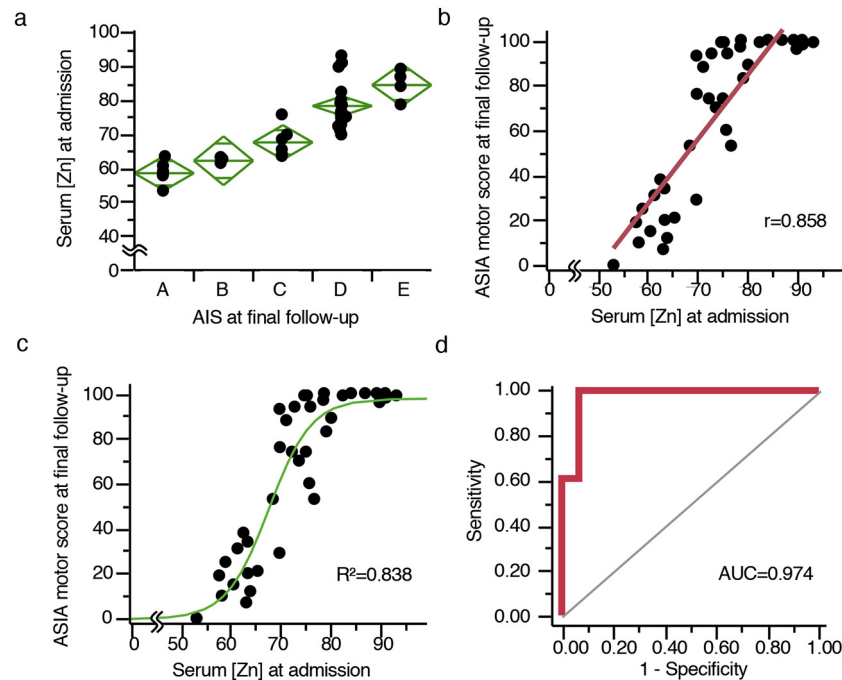 a
Serum [Zn] at admission
100
90
80
70
60
50
40
0
A B C D E
AIS at final follow-up
b
ASIA motor score at final follow-up
100
80
60
40
20
0
r=0.858
0 50 60 70 80 90
Serum [Zn] at admission
c
ASIA motor score at final follow-up
100
80
60
40
20
0
R²=0.838
0 50 60 70 80 90
Serum [Zn] at admission
d
Sensitivity
1.00
0.80
0.60
0.40
0.20
0.00
AUC=0.974
0.00 0.20 0.40 0.60 0.80 1.00
1 - Specificity